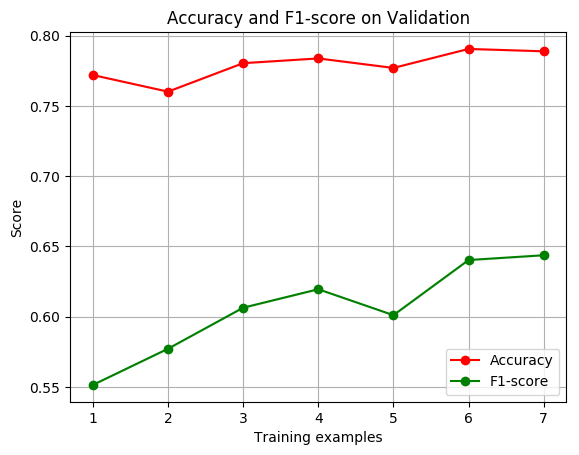 Accuracy and F1-score on Validation
0.80
0.75
0.70
0.65
0.60
0.55
Score
1 2 3 4 5 6 7
Training examples
Accuracy
F1-score